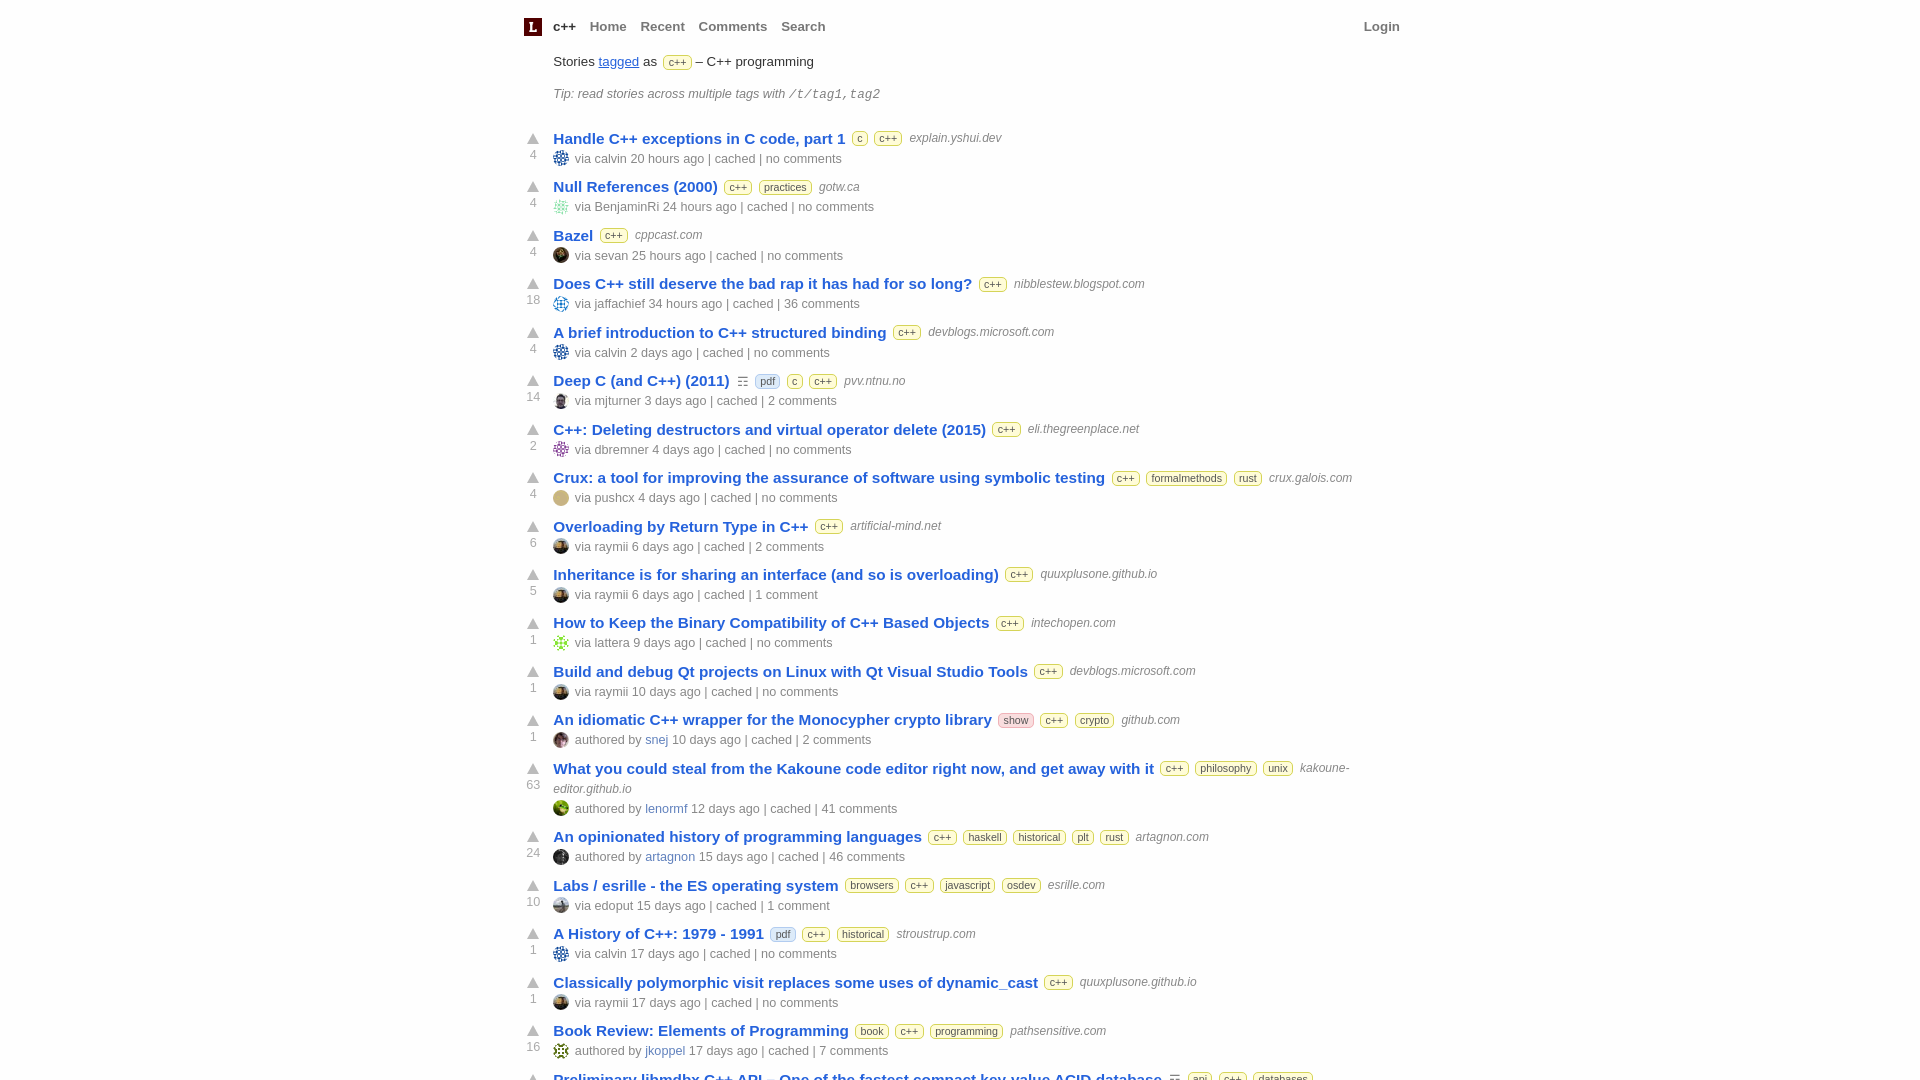 L c++ Home Recent Comments Search Login
Stories tagged as c++ – C++ programming
Tip: read stories across multiple tags with /t/tag1,tag2
Handle C++ exceptions in C code, part 1 c c++ explain.yshui.dev
4 via calvin 20 hours ago | cached | no comments
Null References (2000) c++ practices gotw.ca
4 via BenjaminRi 24 hours ago | cached | no comments
Bazel c++ cppcast.com
4 via sevan 25 hours ago | cached | no comments
Does C++ still deserve the bad rap it has had for so long? c++ nibblestew.blogspot.com
18 via jaffachief 34 hours ago | cached | 36 comments
A brief introduction to C++ structured binding c++ devblogs.microsoft.com
4 via calvin 2 days ago | cached | no comments
Deep C (and C++) (2011) ☶ pdf c c++ pvv.ntnu.no
14 via mjturner 3 days ago | cached | 2 comments
C++: Deleting destructors and virtual operator delete (2015) c++ eli.thegreenplace.net
2 via dbremner 4 days ago | cached | no comments
Crux: a tool for improving the assurance of software using symbolic testing c++ formalmethods rust crux.galois.com
4 via pushcx 4 days ago | cached | no comments
Overloading by Return Type in C++ c++ artificial-mind.net
6 via raymii 6 days ago | cached | 2 comments
Inheritance is for sharing an interface (and so is overloading) c++ quuxplusone.github.io
5 via raymii 6 days ago | cached | 1 comment
How to Keep the Binary Compatibility of C++ Based Objects c++ intechopen.com
1 via lattera 9 days ago | cached | no comments
Build and debug Qt projects on Linux with Qt Visual Studio Tools c++ devblogs.microsoft.com
1 via raymii 10 days ago | cached | no comments
An idiomatic C++ wrapper for the Monocypher crypto library show c++ crypto github.com
1 authored by snej 10 days ago | cached | 2 comments
What you could steal from the Kakoune code editor right now, and get away with it c++ philosophy unix kakoune-
63 editor.github.io
authored by lenormf 12 days ago | cached | 41 comments
An opinionated history of programming languages c++ haskell historical plt rust artagnon.com
24 authored by artagnon 15 days ago | cached | 46 comments
Labs / esrille - the ES operating system browsers c++ javascript osdev esrille.com
10 via edoput 15 days ago | cached | 1 comment
A History of C++: 1979 - 1991 pdf c++ historical stroustrup.com
1 via calvin 17 days ago | cached | no comments
Classically polymorphic visit replaces some uses of dynamic_cast c++ quuxplusone.github.io
1 via raymii 17 days ago | cached | no comments
Book Review: Elements of Programming book c++ programming pathsensitive.com
16 authored by jkoppel 17 days ago | cached | 7 comments
Preliminary libmdbx C++ API – One of the fastest compact key-value ACID database ☶ api c++ databases